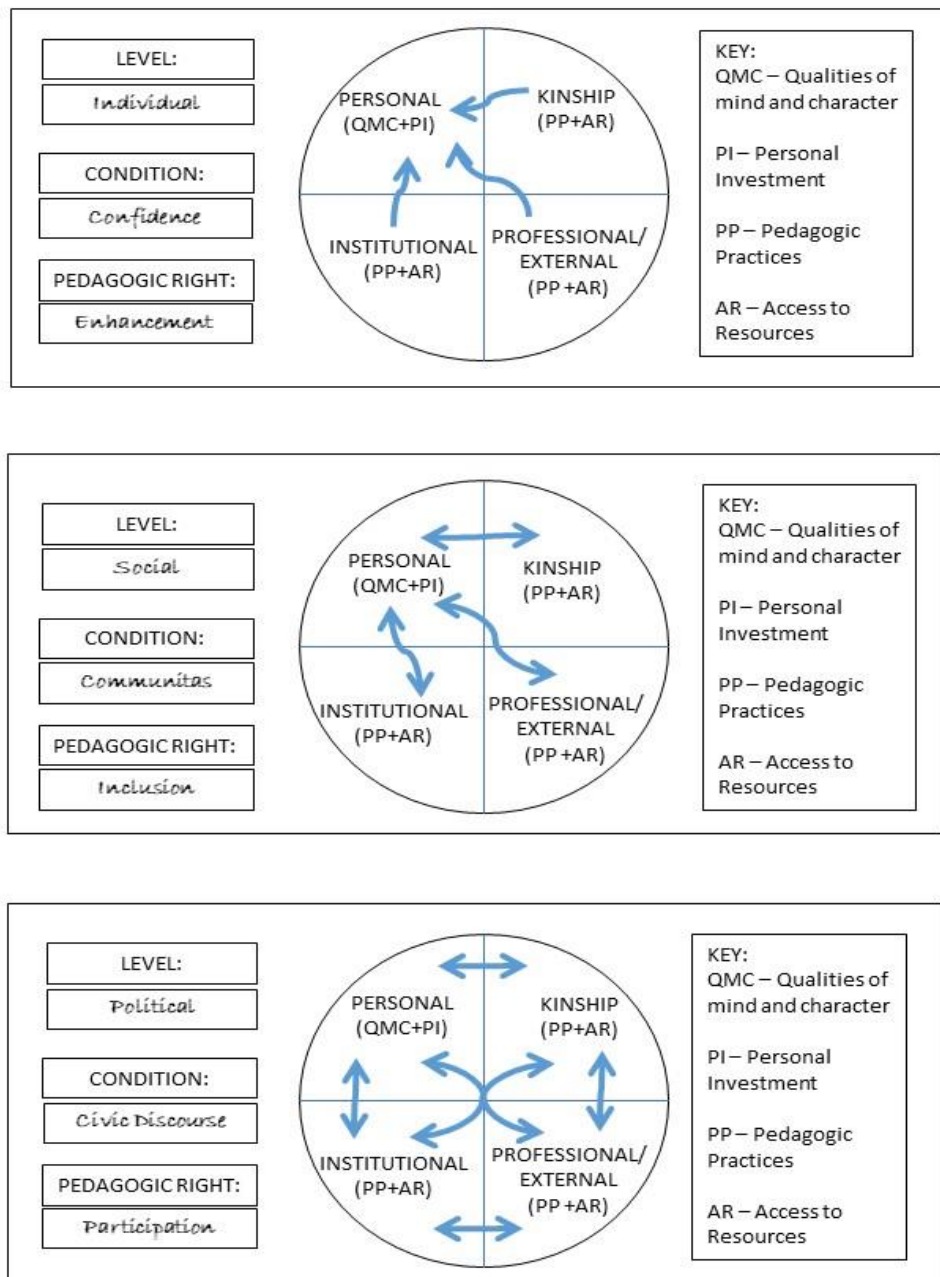 LEVEL:
Individual
CONDITION:
Confidence
PEDAGOGIC RIGHT:
Enhancement
PERSONAL
(QMC+PI)
KINSHIP
(PP+AR)
INSTITUTIONAL
(PP+AR)
PROFESSIONAL/
EXTERNAL
(PP +AR)
KEY:
QMC – Qualities of
mind and character
PI – Personal
Investment
PP – Pedagogic
Practices
AR – Access to
Resources
LEVEL:
Social
CONDITION:
Communitas
PEDAGOGIC RIGHT:
Inclusion
PERSONAL
(QMC+PI)
KINSHIP
(PP+AR)
INSTITUTIONAL
(PP+AR)
PROFESSIONAL/
EXTERNAL
(PP +AR)
KEY:
QMC – Qualities of
mind and character
PI – Personal
Investment
PP – Pedagogic
Practices
AR – Access to
Resources
LEVEL:
Political
CONDITION:
Civic Discourse
PEDAGOGIC RIGHT:
Participation
PERSONAL
(QMC+PI)
KINSHIP
(PP+AR)
INSTITUTIONAL
(PP+AR)
PROFESSIONAL/
EXTERNAL
(PP +AR)
KEY:
QMC – Qualities of
mind and character
PI – Personal
Investment
PP – Pedagogic
Practices
AR – Access to
Resources